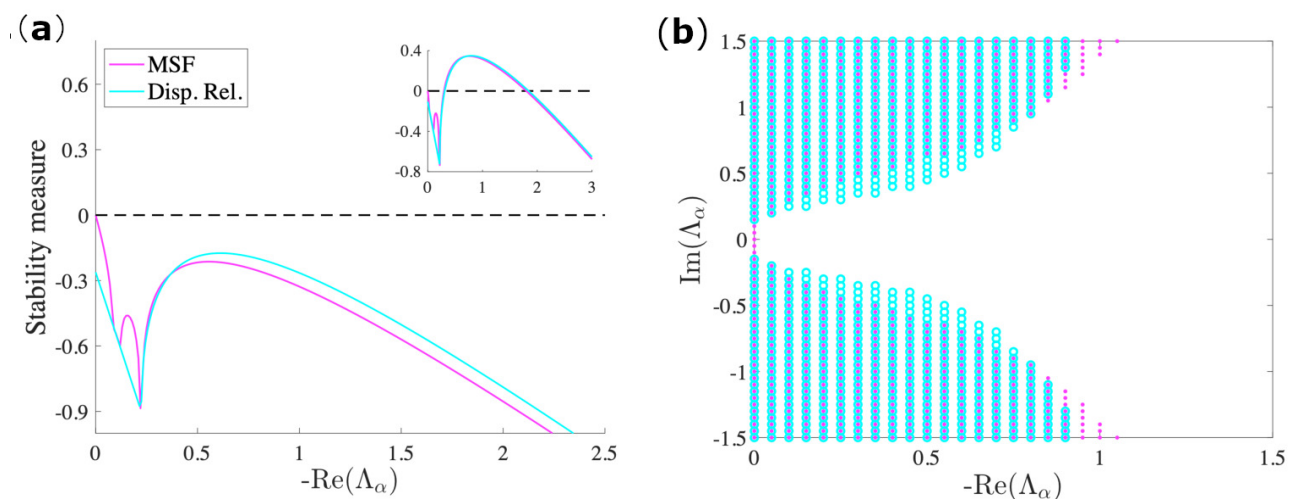 . (a)
MSF
Disp. Rel.
0.6
0.3
0
-0.3
-0.6
-0.9
Stability measure
0 0.5 1 1.5 2 2.5
-Re(Λα)
0.4
0
-0.4
-0.8
0 1 2 3
(b)
1.5
1
0.5
0
-0.5
-1
-1.5
Im(Λα)
0 0.5 1 1.5
-Re(Λα)